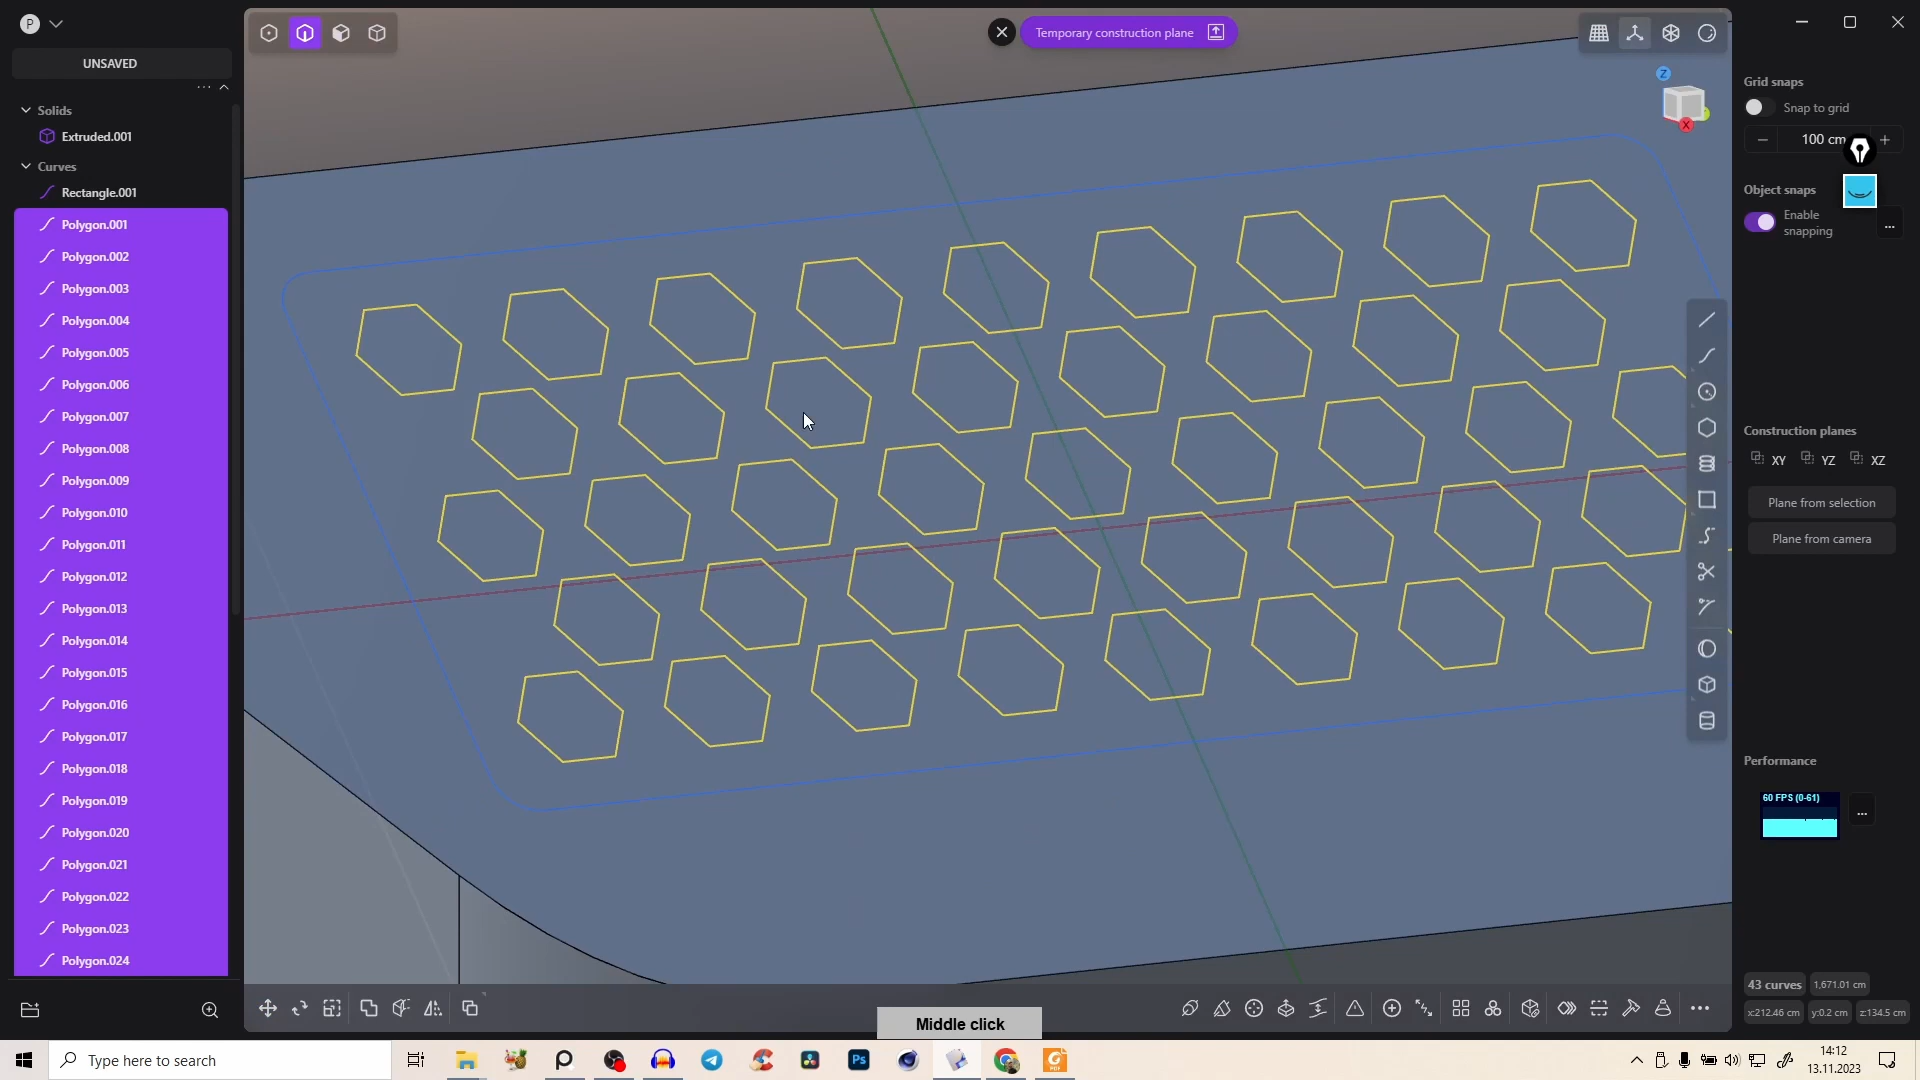 P
UNSAVED
Solids
Extruded.001
Curves
Rectangle.001
Polygon.001
Polygon.002
Polygon.003
Polygon.004
Polygon.005
Polygon.006
Polygon.007
Polygon.008
Polygon.009
Polygon.010
Polygon.011
Polygon.012
Polygon.013
Polygon.014
Polygon.015
Polygon.016
Polygon.017
Polygon.018
Polygon.019
Polygon.020
Polygon.021
Polygon.022
Polygon.023
Polygon.024
Temporary construction plane
Z
X
Grid snaps
Snap to grid
100 cm
Object snaps
Enable snapping
Construction planes
XY YZ XZ
Plane from selection
Plane from camera
Performance
60 FPS (0-61)
43 curves 1,671.01 cm
x:212.46 cm y:0.2 cm z:134.5 cm
Middle click
Type here to search
Ps
PDF
14:12
13.11.2023